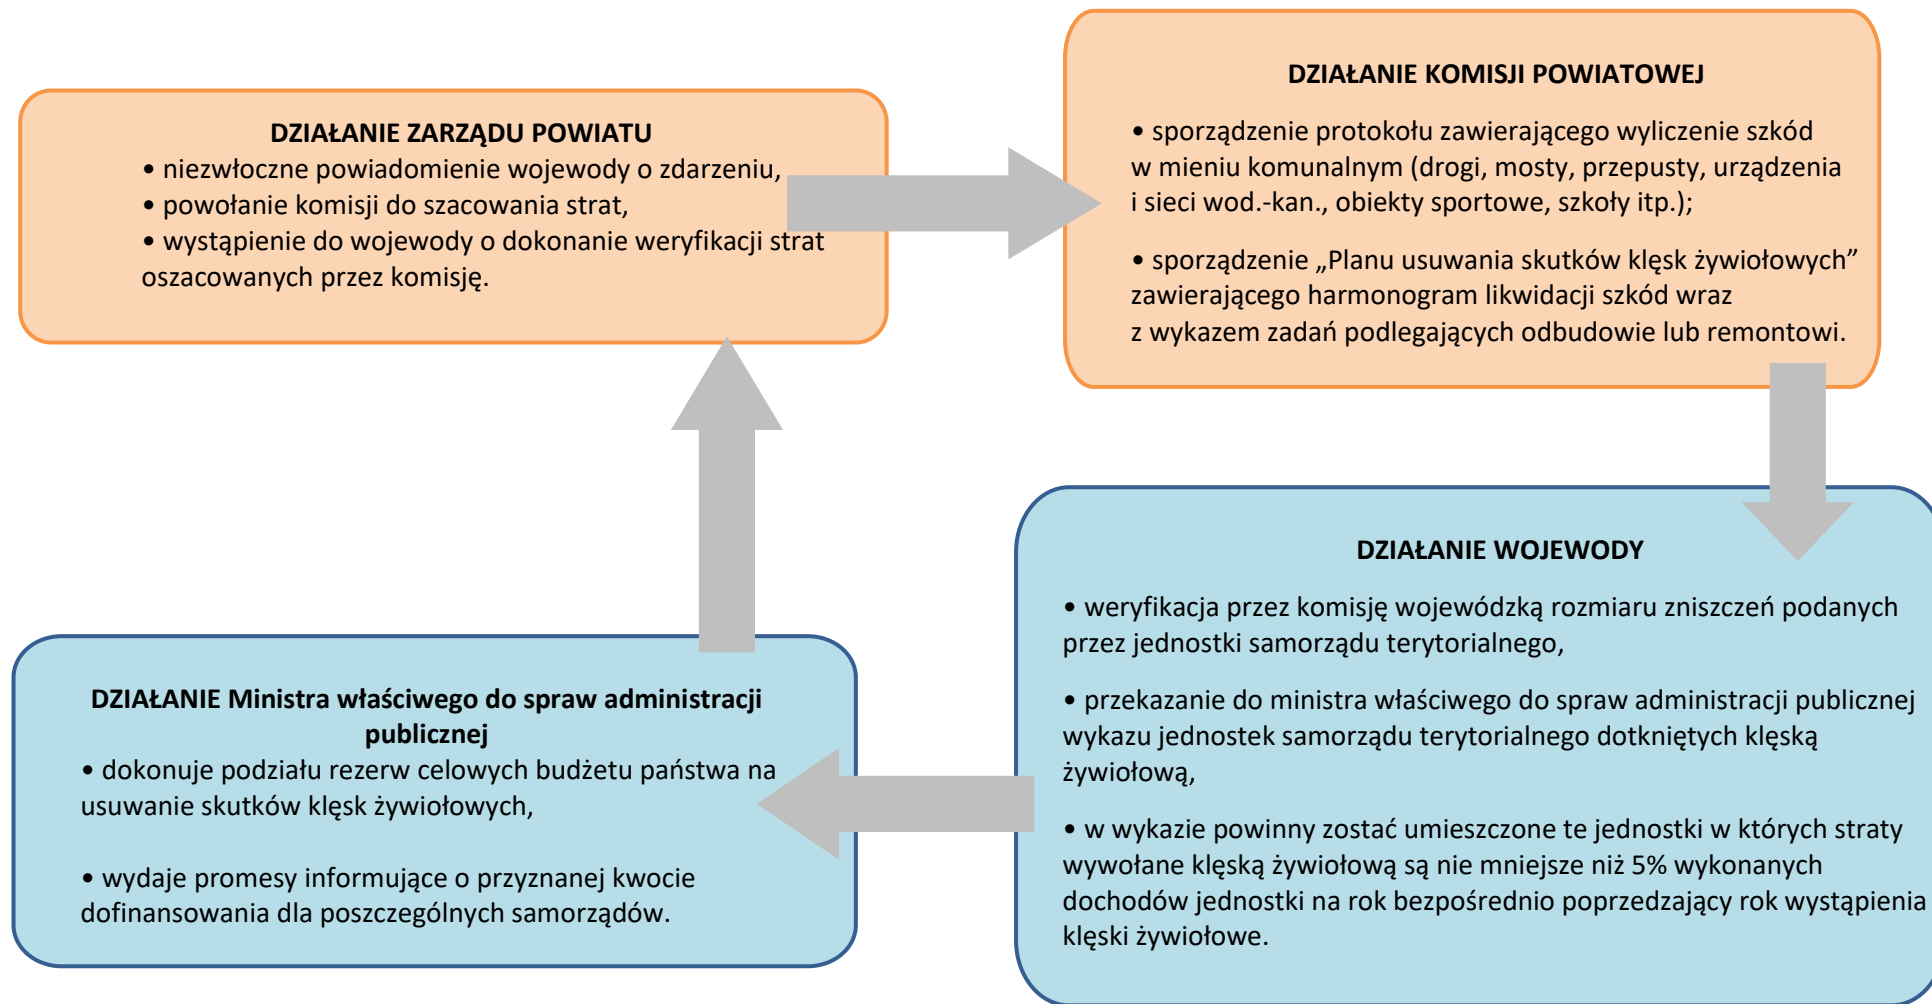 DZIAŁANIE ZARZĄDU POWIATU
• niezwłoczne powiadomienie wojewody o zdarzeniu,
• powołanie komisji do szacowania strat,
• wystąpienie do wojewody o dokonanie weryfikacji strat
oszacowanych przez komisję.
DZIAŁANIE KOMISJI POWIATOWEJ
• sporządzenie protokołu zawierającego wyliczenie szkód
w mieniu komunalnym (drogi, mosty, przepusty, urządzenia
i sieci wod.-kan., obiekty sportowe, szkoły itp.);
• sporządzenie „Planu usuwania skutków klęsk żywiołowych”
zawierającego harmonogram likwidacji szkód wraz
z wykazem zadań podlegających odbudowie lub remontowi.
DZIAŁANIE WOJEWODY
• weryfikacja przez komisję wojewódzką rozmiaru zniszczeń podanych
przez jednostki samorządu terytorialnego,
• przekazanie do ministra właściwego do spraw administracji publicznej
wykazu jednostek samorządu terytorialnego dotkniętych klęską
żywiołową,
• w wykazie powinny zostać umieszczone te jednostki w których straty
wywołane klęską żywiołową są nie mniejsze niż 5% wykonanych
dochodów jednostki na rok bezpośrednio poprzedzający rok wystąpienia
klęski żywiołowe.
DZIAŁANIE Ministra właściwego do spraw administracji
publicznej
• dokonuje podziału rezerw celowych budżetu państwa na
usuwanie skutków klęsk żywiołowych,
• wydaje promesy informujące o przyznanej kwocie
dofinansowania dla poszczególnych samorządów.